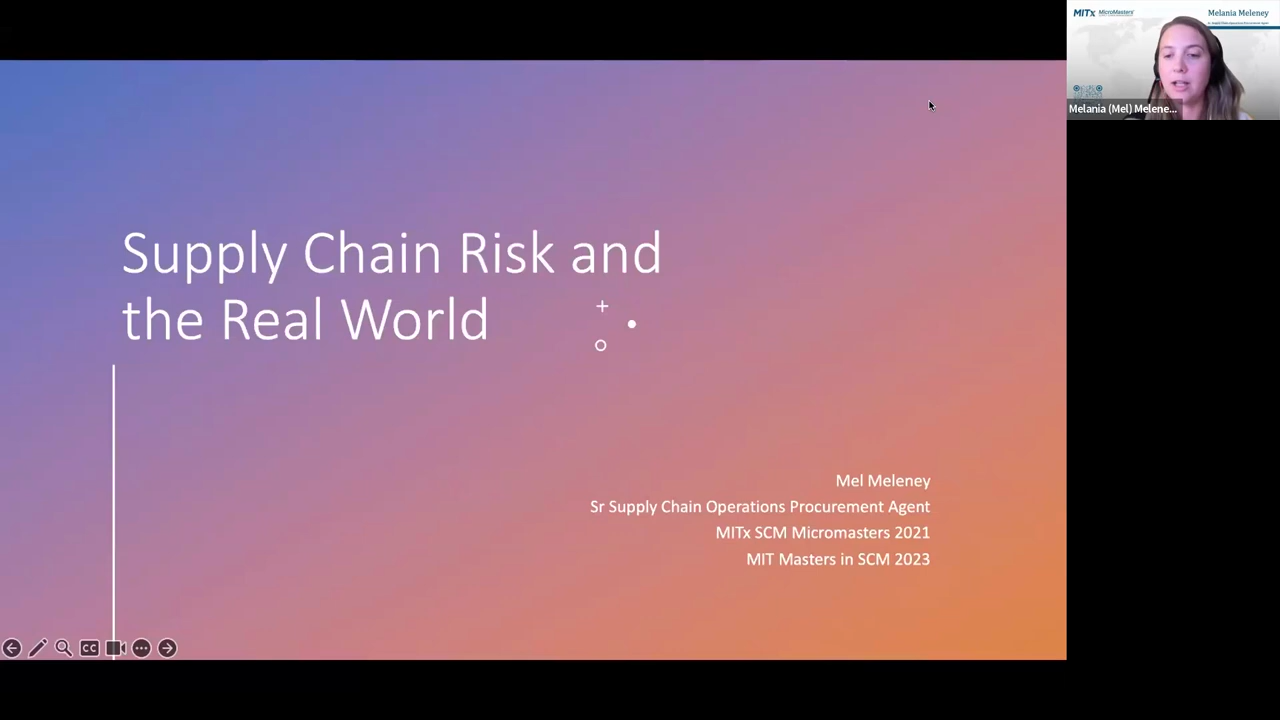 Supply Chain Risk and
the Real World
Mel Meleney
Sr Supply Chain Operations Procurement Agent
MITx SCM Micromasters 2021
MIT Masters in SCM 2023
CC
MITx MicroMasters
Melania Meleney
Melania (Mel) Melene...